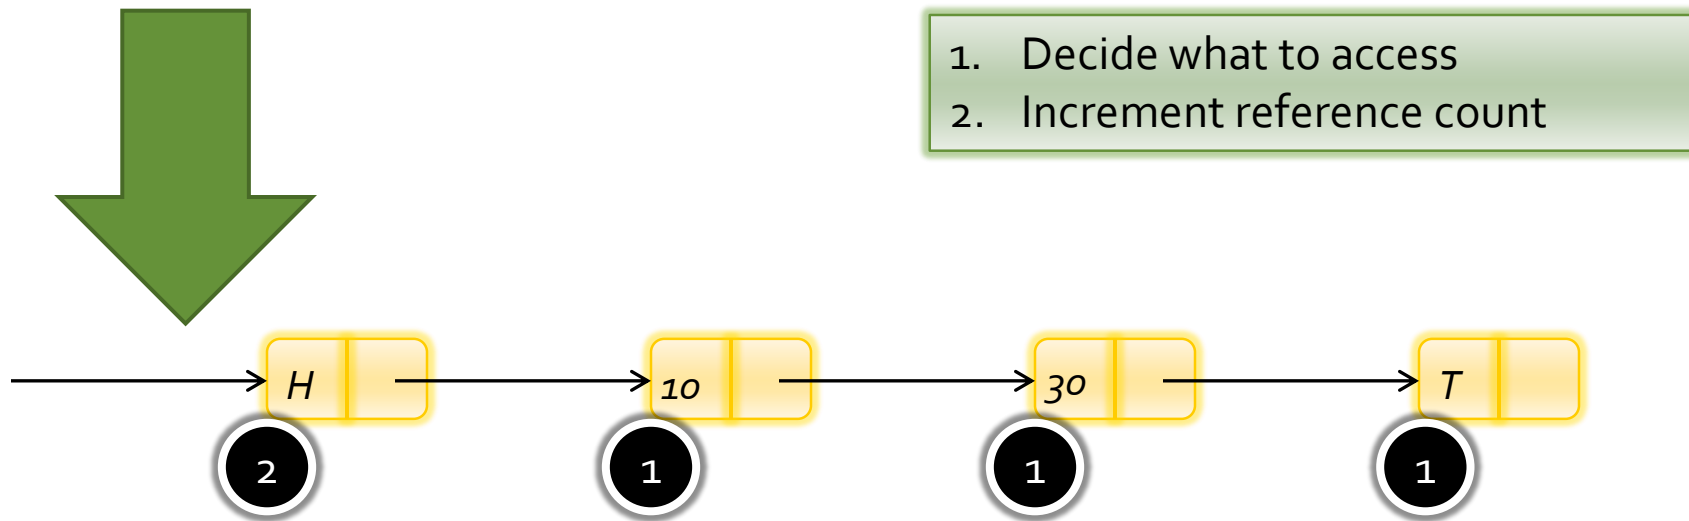 1. Decide what to access
2. Increment reference count
H 10 30 T
2 1 1 1